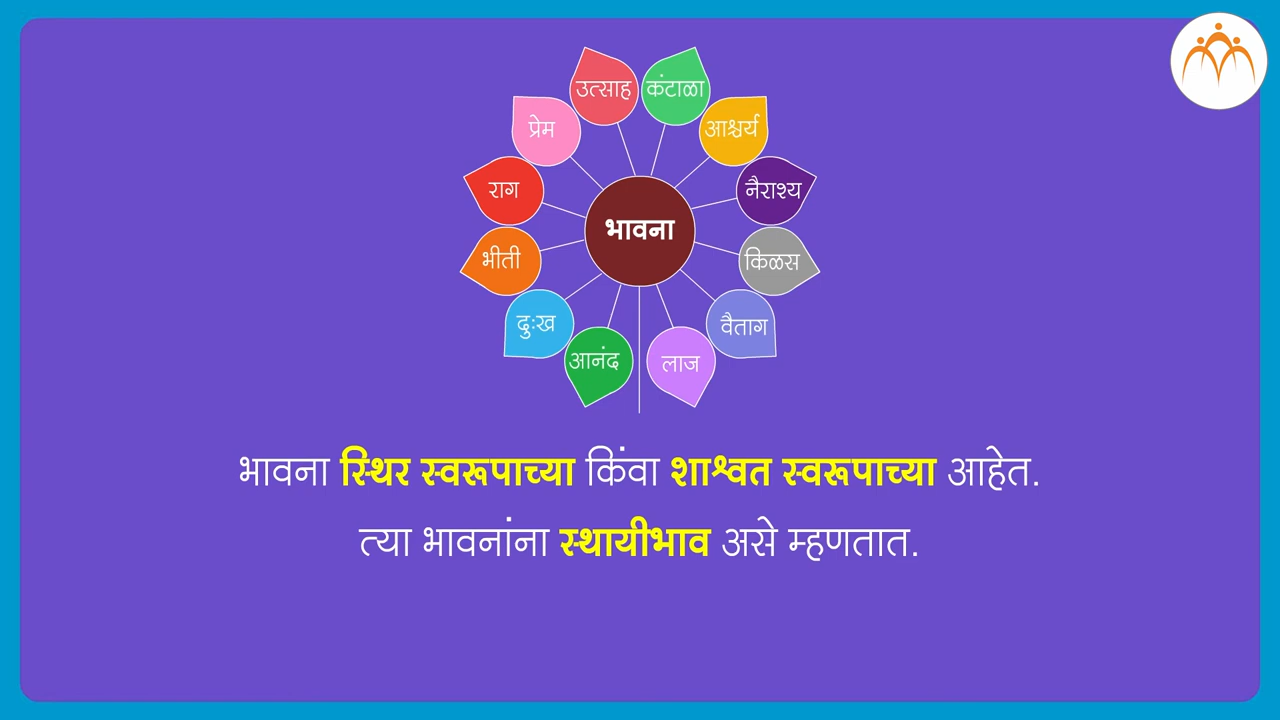 उत्साह
कंटाळा
प्रेम
आश्चर्य
राग
नैराश्य
भावना
भीती
किळस
दुःख
वैताग
आनंद
लाज
भावना स्थिर स्वरूपाच्या किंवा शाश्वत स्वरूपाच्या आहेत.
त्या भावनांना स्थायीभाव असे म्हणतात.